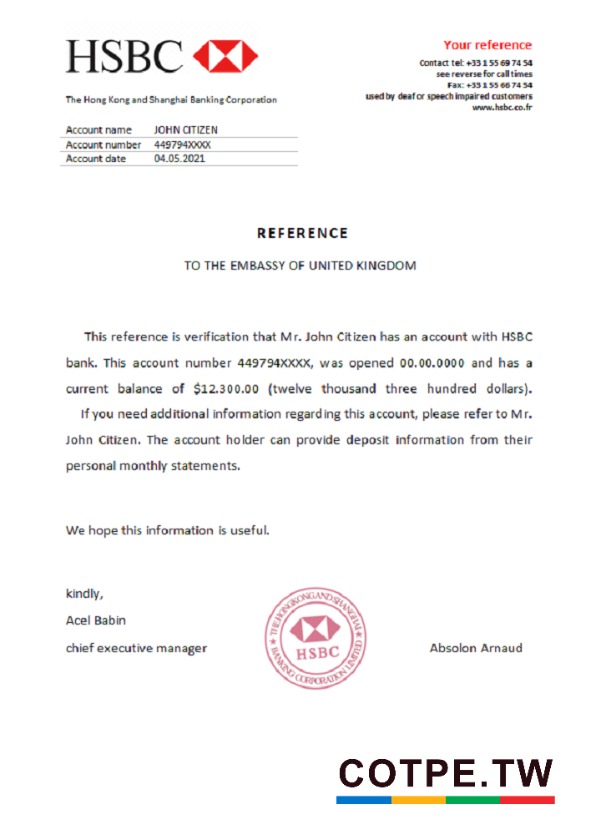 HSBC
Your reference
Contact tel: +33 1 55 69 74 54
see reverse for call times
Fax: +33 1 55 66 74 54
used by deaf or speech impaired customers
www.hsbc.co.fr
The Hong Kong and Shanghai Banking Corporation
Account name JOHN CITIZEN
Account number 449794XXXX
Account date 04.05.2021
REFERENCE
TO THE EMBASSY OF UNITED KINGDOM
This reference is verification that Mr. John Citizen has an account with HSBC
bank. This account number 449794XXXX, was opened 00.00.0000 and has a
current balance of $12.300.00 (twelve thousand three hundred dollars).
If you need additional information regarding this account, please refer to Mr.
John Citizen. The account holder can provide deposit information from their
personal monthly statements.
We hope this information is useful.
kindly,
Acel Babin
chief executive manager
THE HONGKONG AND SHANGHAI
HSBC
BANKING CORPORATION LIMITED
Absolon Arnaud
COTPE.TW